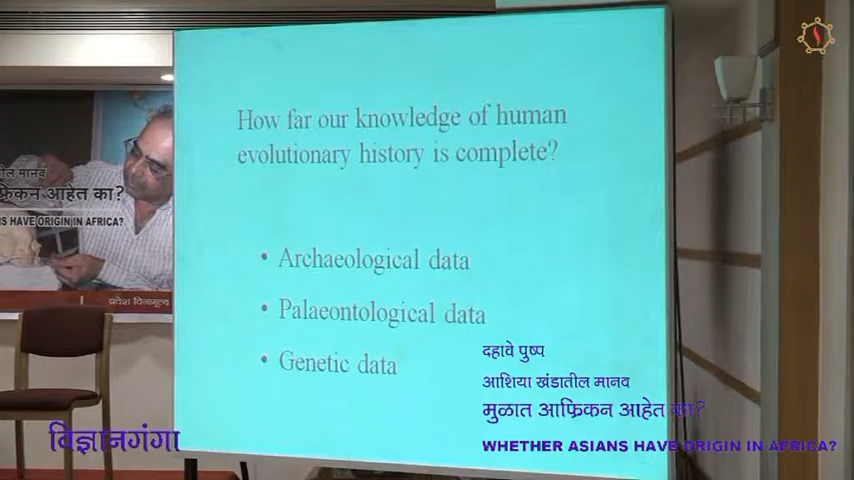 How far our knowledge of human
evolutionary history is complete?
• Archaeological data
• Palaeontological data
• Genetic data
मानव
आहेत का?
HAVE ORIGIN IN AFRICA?
प्रवेश विनामूल्य
दहावे पुष्प
आशिया खंडातील मानव
मुळात आफ्रिकन आहेत का?
WHETHER ASIANS HAVE ORIGIN IN AFRICA?
विज्ञानगंगा